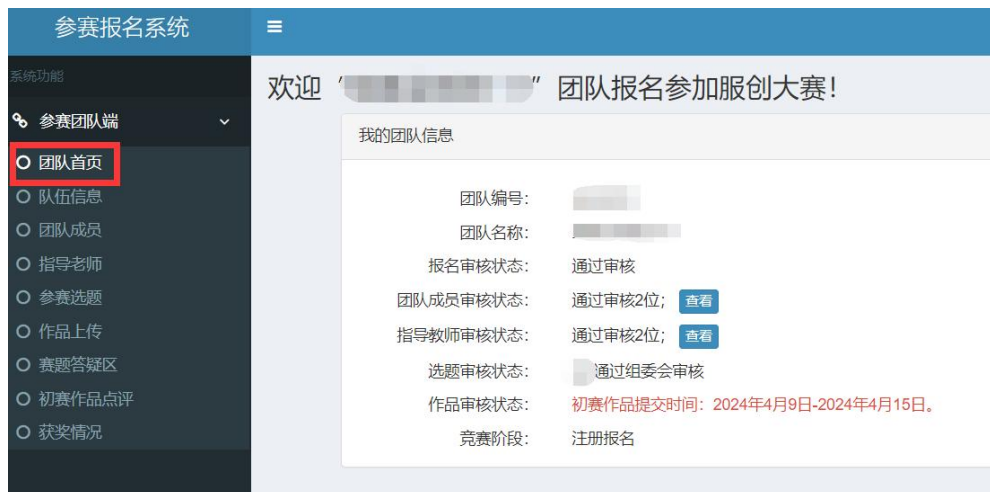 参赛报名系统
系统功能
参赛团队端
团队首页
队伍信息
团队成员
指导老师
参赛选题
作品上传
赛题答疑区
初赛作品点评
获奖情况
欢迎“ ”团队报名参加服创大赛!
我的团队信息
团队编号:
团队名称:
报名审核状态: 通过审核
团队成员审核状态: 通过审核2位; 查看
指导教师审核状态: 通过审核2位; 查看
选题审核状态: 通过组委会审核
作品审核状态: 初赛作品提交时间:2024年4月9日-2024年4月15日。
竞赛阶段: 注册报名